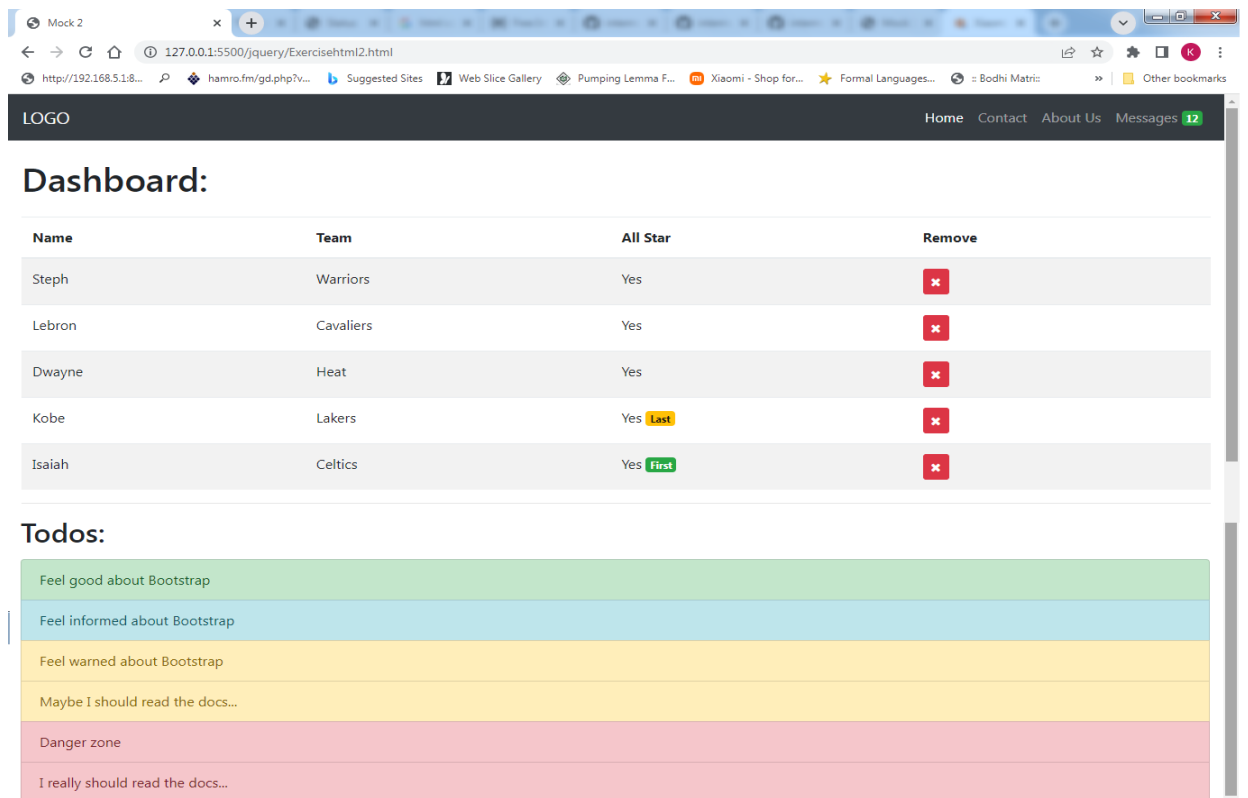 Mock 2
127.0.0.1:5500/jquery/Exercisehtml2.html K
http://192.168.5.1:8... hamro.fm/gd.php?v... Suggested Sites Web Slice Gallery Pumping Lemma F... Xiaomi - Shop for... Formal Languages... :: Bodhi Matri:: » Other bookmarks
LOGO Home Contact About Us Messages 12
Dashboard:
Name Team All Star Remove
Steph Warriors Yes
Lebron Cavaliers Yes
Dwayne Heat Yes
Kobe Lakers Yes Last
Isaiah Celtics Yes First
Todos:
Feel good about Bootstrap
Feel informed about Bootstrap
Feel warned about Bootstrap
Maybe I should read the docs...
Danger zone
I really should read the docs...